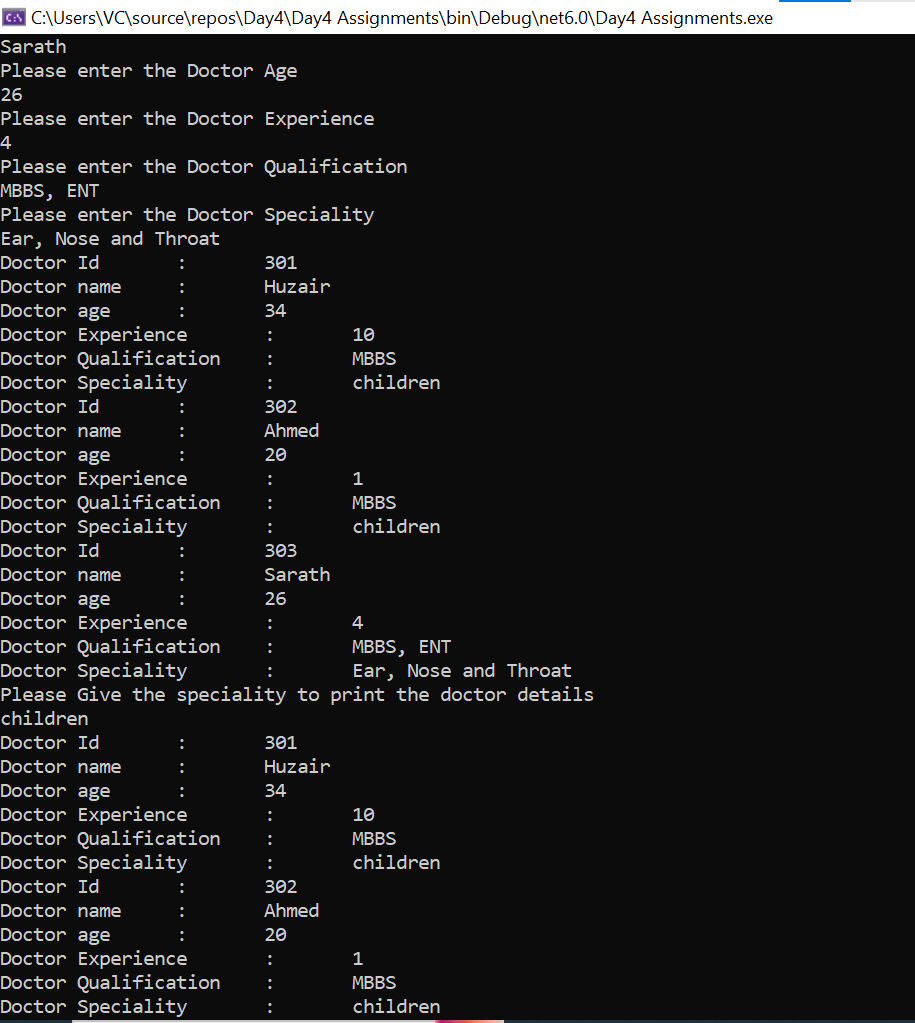 C:\Users\VC\source\repos\Day4\Day4 Assignments\bin\Debug\net6.0\Day4 Assignments.exe
Sarath
Please enter the Doctor Age
26
Please enter the Doctor Experience
4
Please enter the Doctor Qualification
MBBS, ENT
Please enter the Doctor Speciality
Ear, Nose and Throat
Doctor Id : 301
Doctor name : Huzair
Doctor age : 34
Doctor Experience : 10
Doctor Qualification : MBBS
Doctor Speciality : children
Doctor Id : 302
Doctor name : Ahmed
Doctor age : 20
Doctor Experience : 1
Doctor Qualification : MBBS
Doctor Speciality : children
Doctor Id : 303
Doctor name : Sarath
Doctor age : 26
Doctor Experience : 4
Doctor Qualification : MBBS, ENT
Doctor Speciality : Ear, Nose and Throat
Please Give the speciality to print the doctor details
children
Doctor Id : 301
Doctor name : Huzair
Doctor age : 34
Doctor Experience : 10
Doctor Qualification : MBBS
Doctor Speciality : children
Doctor Id : 302
Doctor name : Ahmed
Doctor age : 20
Doctor Experience : 1
Doctor Qualification : MBBS
Doctor Speciality : children